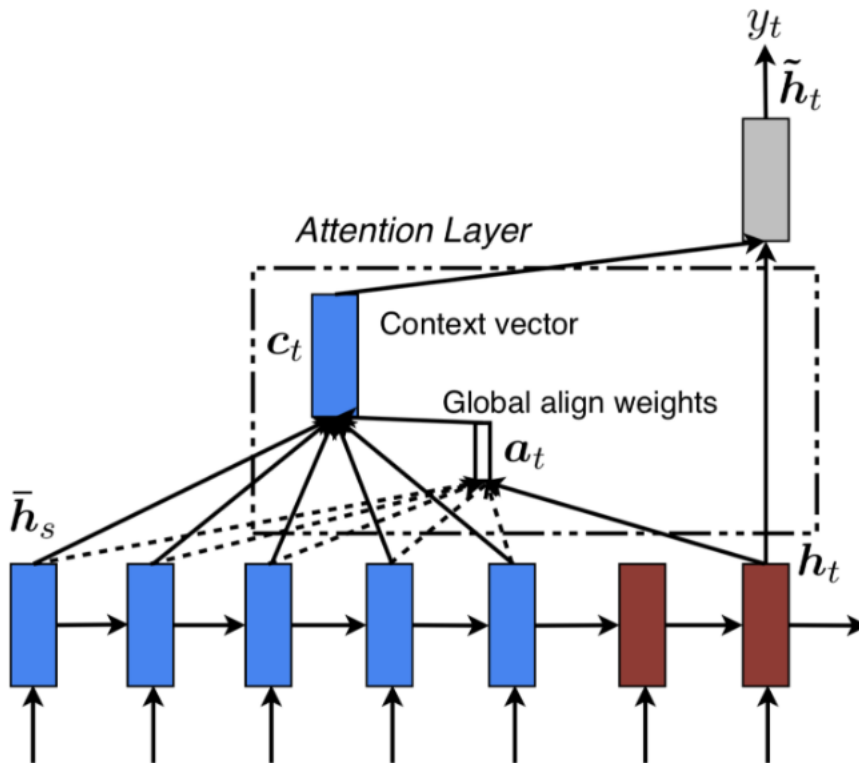 y_t
h̃_t
Attention Layer
Context vector
c_t
Global align weights
a_t
h̄_s
h_t